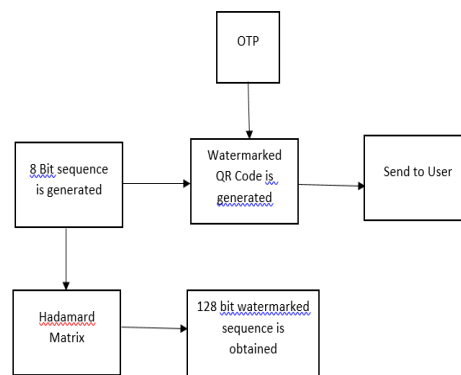 OTP
8 Bit sequence
is generated
Watermarked
QR Code is
generated
Send to User
Hadamard
Matrix
128 bit watermarked
sequence is
obtained